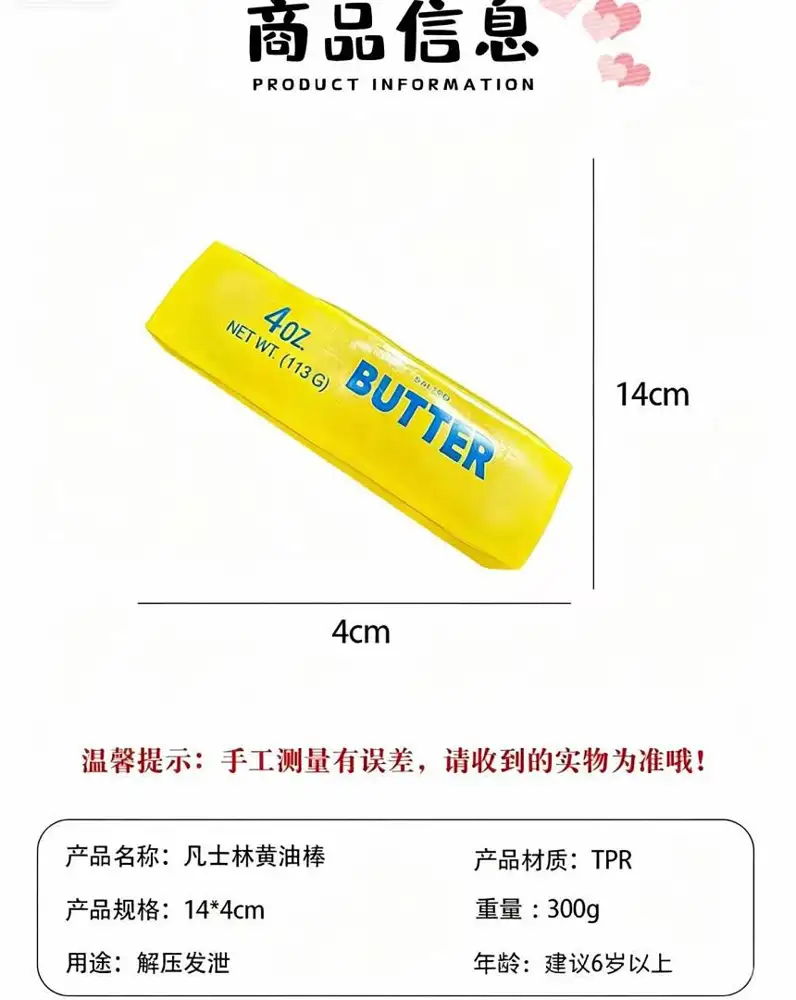 商品信息
PRODUCT INFORMATION
4OZ.
NET WT. (113 G)
SALTED
BUTTER
14cm
4cm
温馨提示：手工测量有误差，请收到的实物为准哦！
产品名称：凡士林黄油棒
产品材质：TPR
产品规格：14*4cm
重量：300g
用途：解压发泄
年龄：建议6岁以上